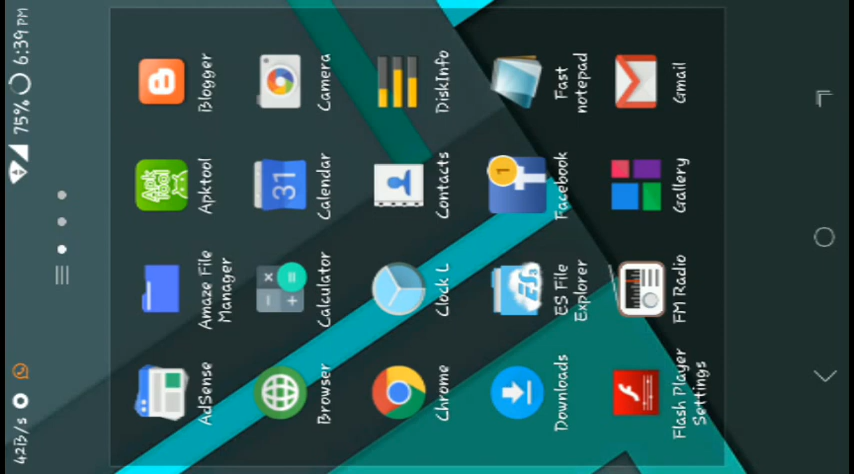 42B/s
75%
6:39 PM
AdSense
Amaze File
Manager
Apktool
Blogger
Browser
Calculator
Calendar
Camera
Chrome
Clock L
Contacts
DiskInfo
Downloads
ES File
Explorer
Facebook
Fast
notepad
Flash Player
Settings
FM Radio
Gallery
Gmail
31
1